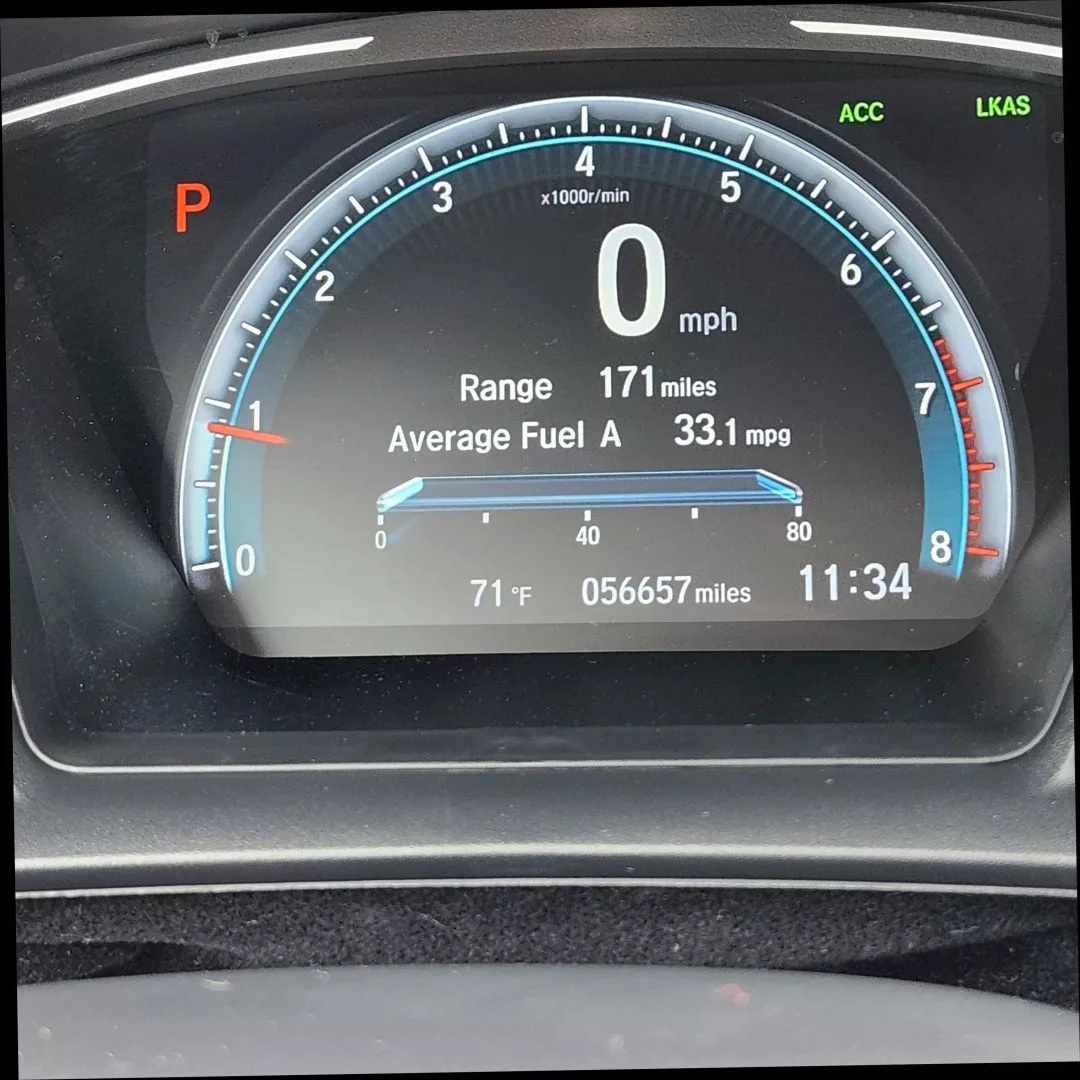 ACC LKAS
P
4
3 5
x1000r/min
2 6
0 mph
Range 171 miles
1 7
Average Fuel A 33.1 mpg
0 40 80
0 8
71 °F 056657 miles 11:34